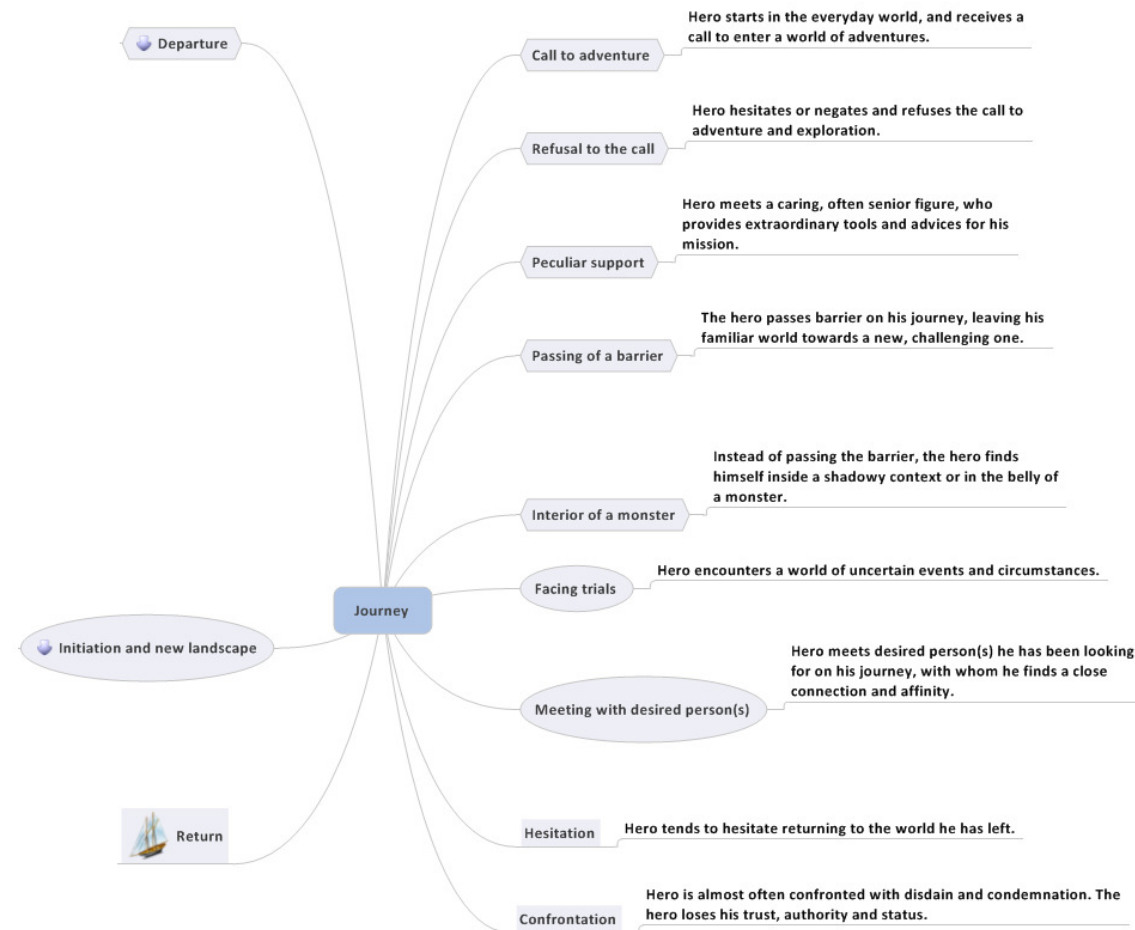 Departure
Hero starts in the everyday world, and receives a
call to enter a world of adventures.
Call to adventure
Hero hesitates or negates and refuses the call to
adventure and exploration.
Refusal to the call
Hero meets a caring, often senior figure, who
provides extraordinary tools and advices for his
mission.
Peculiar support
The hero passes barrier on his journey, leaving his
familiar world towards a new, challenging one.
Passing of a barrier
Instead of passing the barrier, the hero finds
himself inside a shadowy context or in the belly of
a monster.
Interior of a monster
Hero encounters a world of uncertain events and circumstances.
Facing trials
Journey
Initiation and new landscape
Hero meets desired person(s) he has been looking
for on his journey, with whom he finds a close
connection and affinity.
Meeting with desired person(s)
Return
Hesitation
Hero tends to hesitate returning to the world he has left.
Hero is almost often confronted with disdain and condemnation. The
hero loses his trust, authority and status.
Confrontation